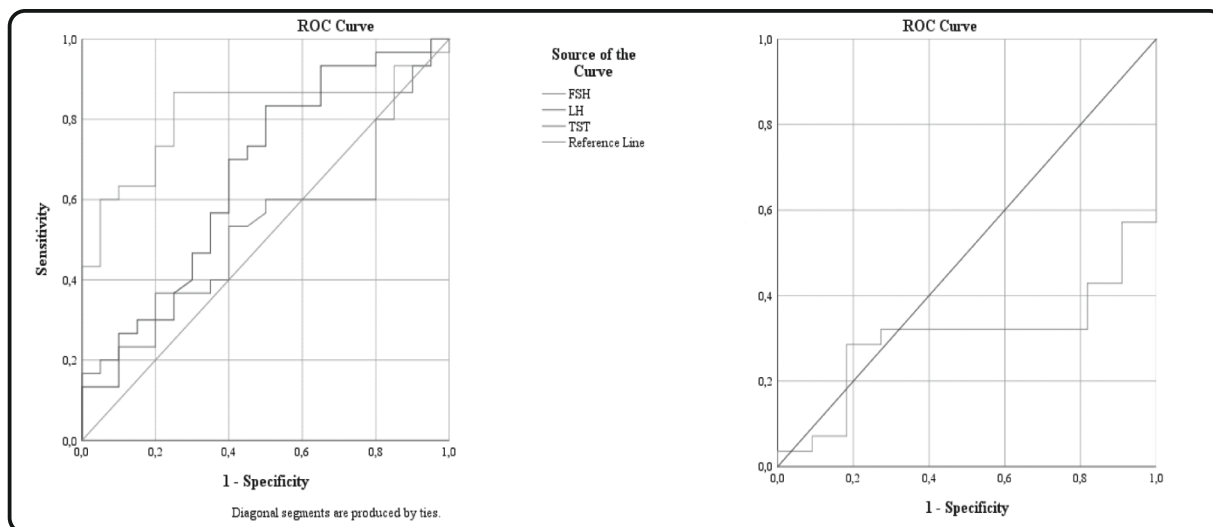 ROC Curve
1,0
0,8
0,6
0,4
0,2
0,0
Sensitivity
0,0 0,2 0,4 0,6 0,8 1,0
1 - Specificity
Diagonal segments are produced by ties.
Source of the
Curve
FSH
LH
TST
Reference Line
ROC Curve
1,0
0,8
0,6
0,4
0,2
0,0
0,0 0,2 0,4 0,6 0,8 1,0
1 - Specificity